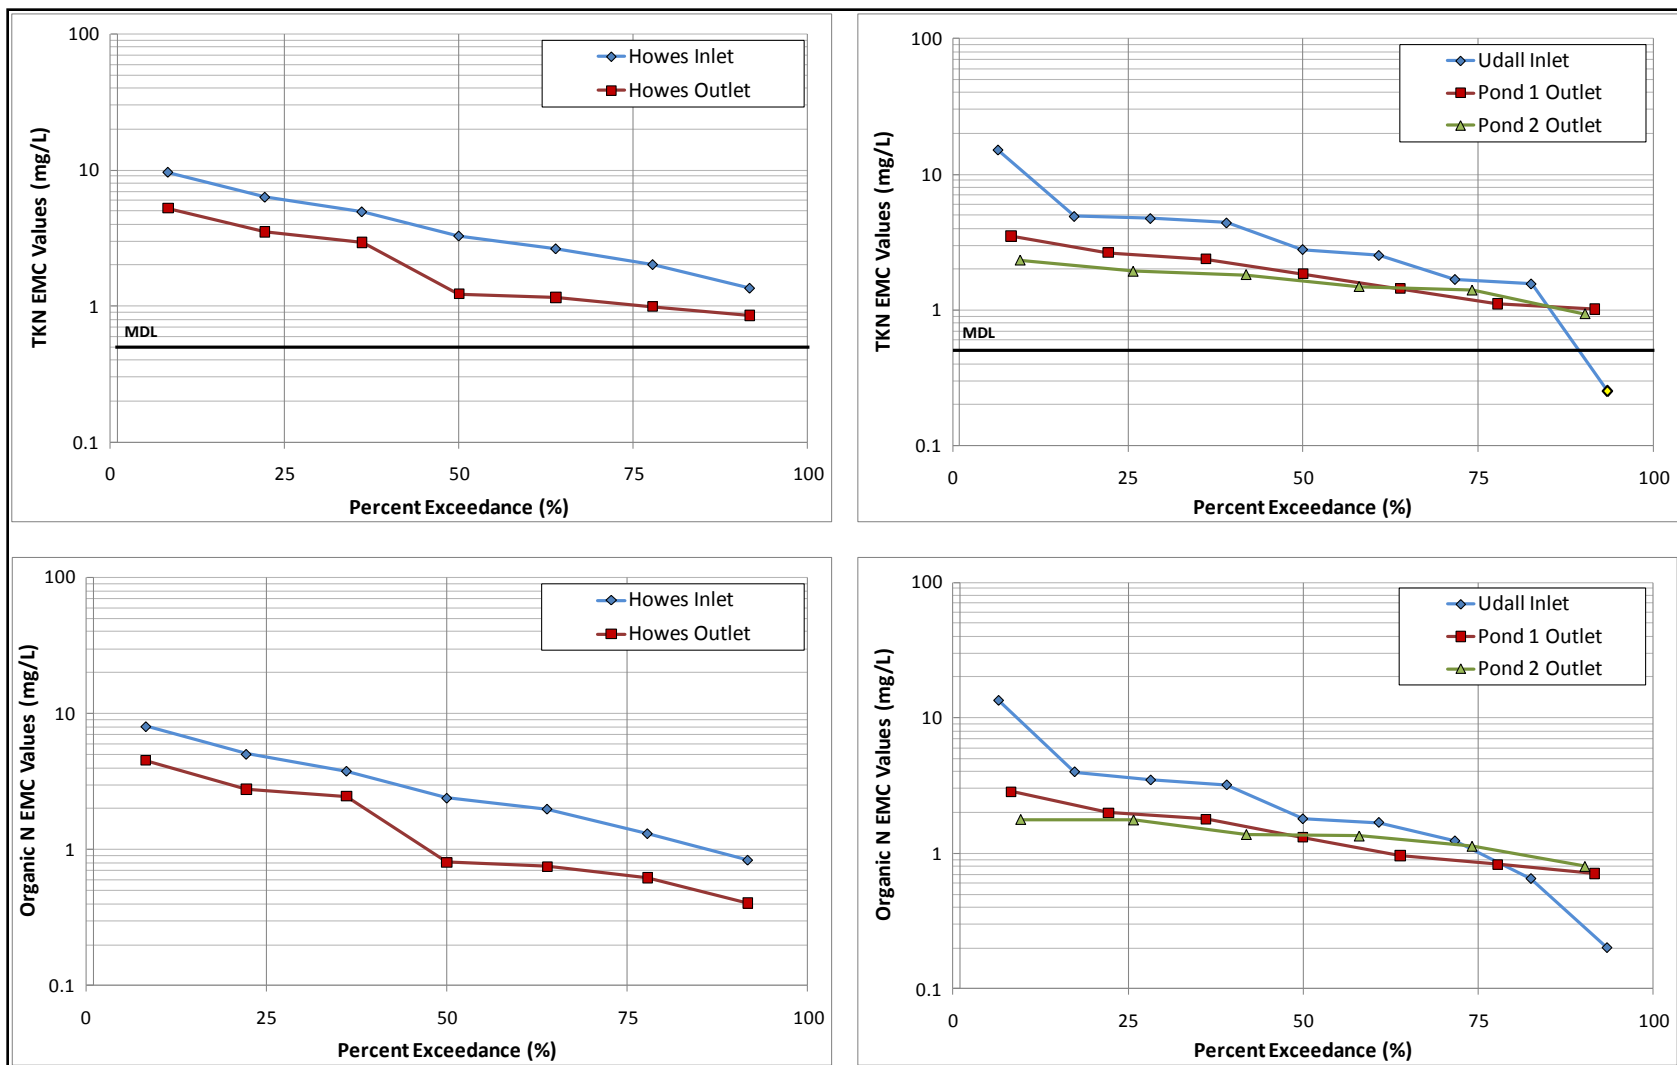 TKN EMC Values (mg/L)
100
10
1
0.1
Howes Inlet
Howes Outlet
MDL
0 25 50 75 100
Percent Exceedance (%)
TKN EMC Values (mg/L)
100
10
1
0.1
Udall Inlet
Pond 1 Outlet
Pond 2 Outlet
MDL
0 25 50 75 100
Percent Exceedance (%)
Organic N EMC Values (mg/L)
100
10
1
0.1
Howes Inlet
Howes Outlet
0 25 50 75 100
Percent Exceedance (%)
Organic N EMC Values (mg/L)
100
10
1
0.1
Udall Inlet
Pond 1 Outlet
Pond 2 Outlet
0 25 50 75 100
Percent Exceedance (%)